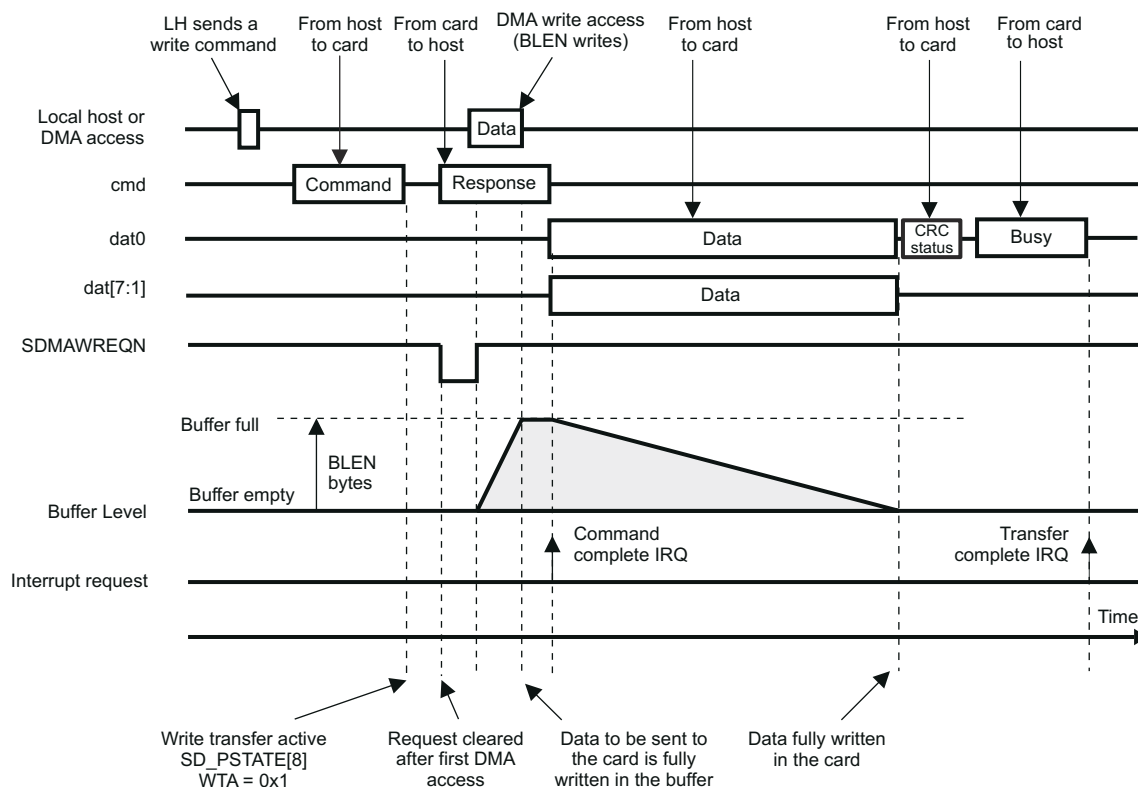 LH sends a
write command
From host
to card
From card
to host
DMA write access
(BLEN writes)
From host
to card
From host
to card
From card
to host
Local host or
DMA access
Data
cmd
Command
Response
dat0
Data
CRC
status
Busy
dat[7:1]
Data
SDMAWREQN
Buffer full
BLEN
bytes
Buffer empty
Buffer Level
Command
complete IRQ
Transfer
complete IRQ
Interrupt request
Time
Write transfer active
SD_PSTATE[8]
WTA = 0x1
Request cleared
after first DMA
access
Data to be sent to
the card is fully
written in the buffer
Data fully written
in the card